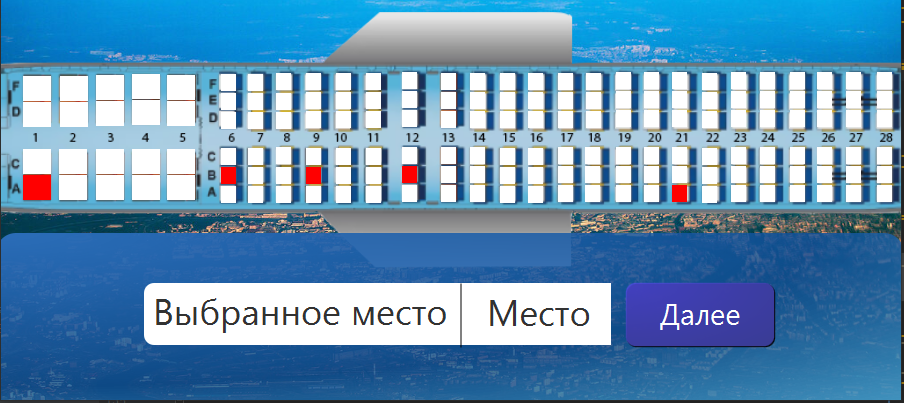 F F
D E
D
1 2 3 4 5 6 7 8 9 10 11 12 13 14 15 16 17 18 19 20 21 22 23 24 25 26 27 28
C C
A B
A
Выбранное место Место Далее